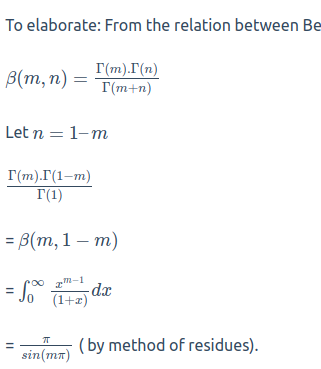 To elaborate: From the relation between Be
β(m, n) = Γ(m).Γ(n) / Γ(m+n)
Let n = 1−m
Γ(m).Γ(1−m) / Γ(1)
= β(m, 1 − m)
= ∫₀^∞ x^{m−1} / (1+x) dx
= π / sin(mπ) ( by method of residues).